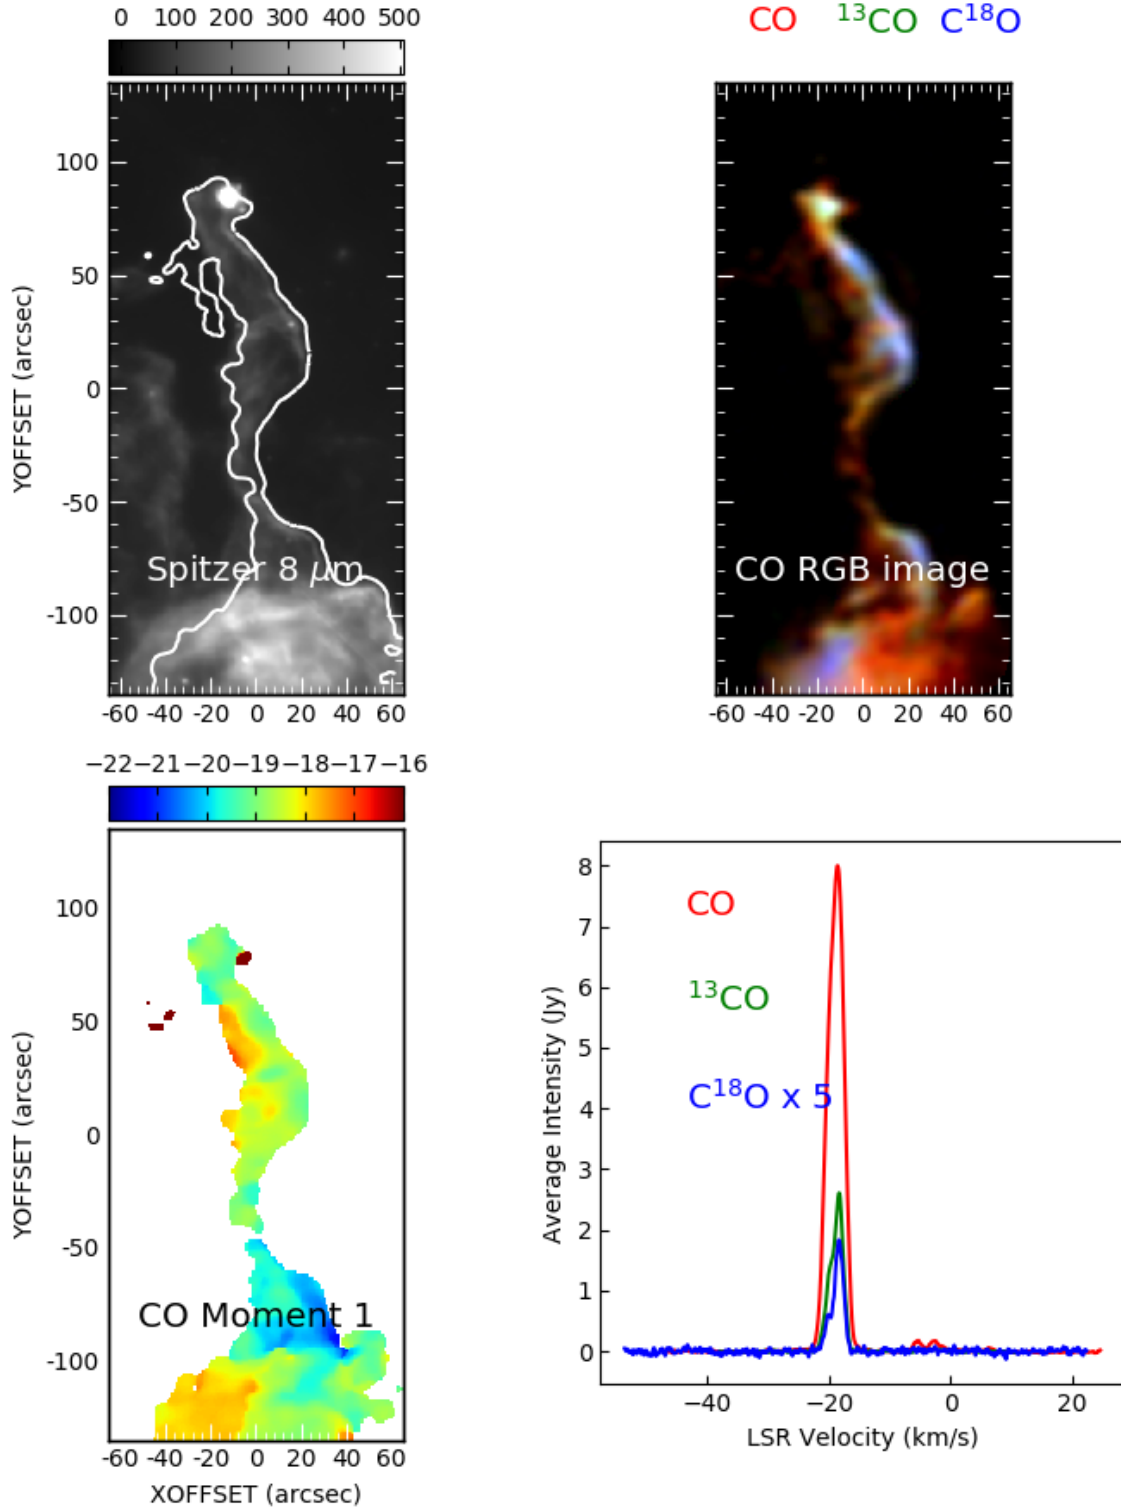 0 100 200 300 400 500
CO 13CO C18O
100
50
0
-50
-100
YOFFSET (arcsec)
Spitzer 8 μm
-60 -40 -20 0 20 40 60
CO RGB image
-60 -40 -20 0 20 40 60
−22 −21 −20 −19 −18 −17 −16
100
50
0
-50
-100
YOFFSET (arcsec)
CO Moment 1
-60 -40 -20 0 20 40 60
XOFFSET (arcsec)
8
7
6
5
4
3
2
1
0
Average Intensity (Jy)
CO
13CO
C18O x 5
−40 −20 0 20
LSR Velocity (km/s)